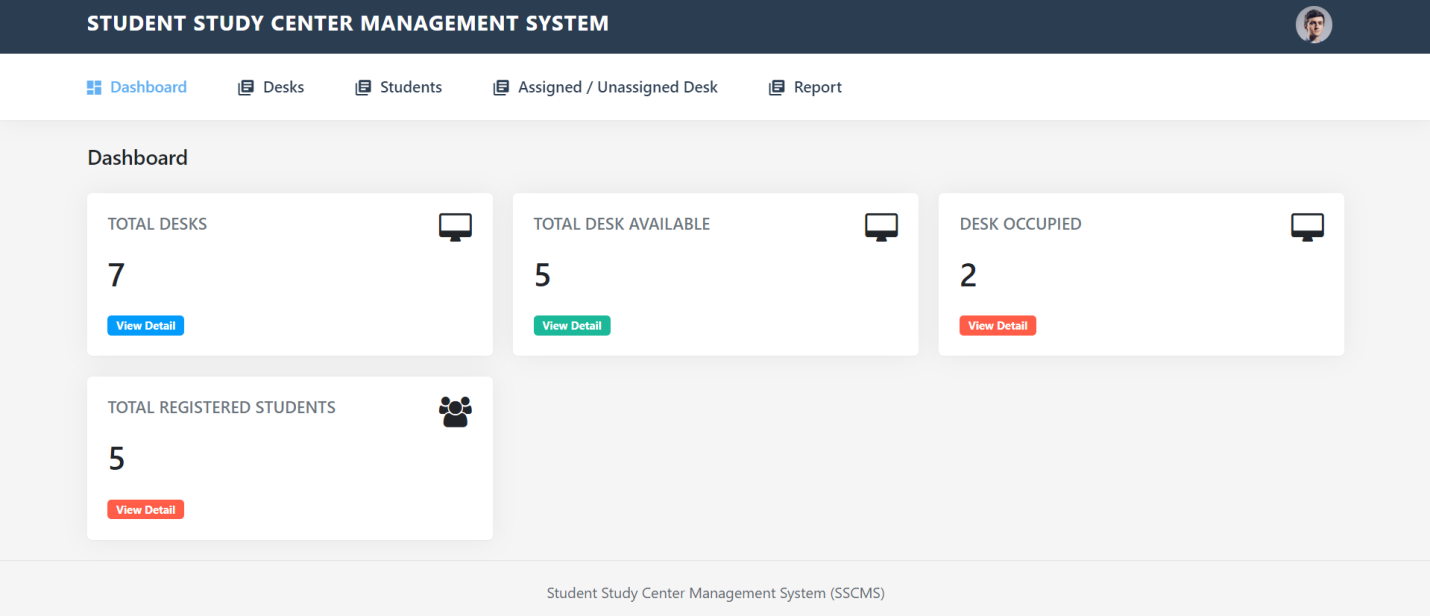 STUDENT STUDY CENTER MANAGEMENT SYSTEM
Dashboard Desks Students Assigned / Unassigned Desk Report
Dashboard
TOTAL DESKS
7
View Detail
TOTAL DESK AVAILABLE
5
View Detail
DESK OCCUPIED
2
View Detail
TOTAL REGISTERED STUDENTS
5
View Detail
Student Study Center Management System (SSCMS)